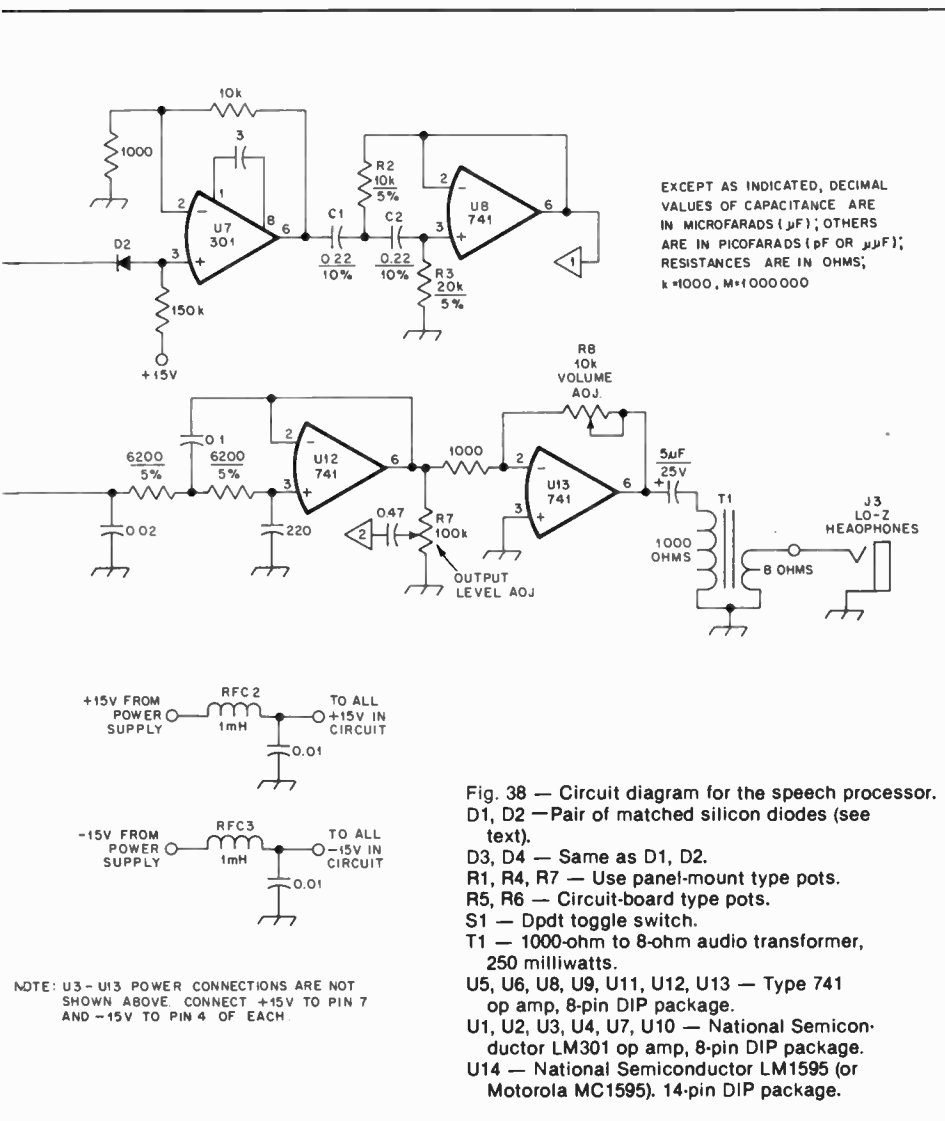 10k
1000
3
1
2
−
U7
301
8
6
3
+
D2
150k
+15V
C1
0.22
10%
R2
10k
5%
C2
0.22
10%
2
−
U8
741
6
3
+
R3
20k
5%
1
EXCEPT AS INDICATED, DECIMAL
VALUES OF CAPACITANCE ARE
IN MICROFARADS (µF); OTHERS
ARE IN PICOFARADS (pF OR µµF);
RESISTANCES ARE IN OHMS;
k=1000, M=1000000
0.02
6200
5%
0.1
6200
5%
220
2
−
U12
741
6
3
+
2
0.47
R7
100k
OUTPUT
LEVEL AOJ
1000
R8
10k
VOLUME
AOJ.
2
−
U13
741
6
3
+
5µF
25V
+
T1
1000
OHMS
8 OHMS
J3
LO-Z
HEAOPHONES
+15V FROM
POWER
SUPPLY
RFC2
1mH
0.01
TO ALL
+15V IN
CIRCUIT
-15V FROM
POWER
SUPPLY
RFC3
1mH
0.01
TO ALL
-15V IN
CIRCUIT
NOTE: U3-U13 POWER CONNECTIONS ARE NOT
SHOWN ABOVE. CONNECT +15V TO PIN 7
AND -15V TO PIN 4 OF EACH.
Fig. 38 — Circuit diagram for the speech processor.
D1, D2 — Pair of matched silicon diodes (see
text).
D3, D4 — Same as D1, D2.
R1, R4, R7 — Use panel-mount type pots.
R5, R6 — Circuit-board type pots.
S1 — Dpdt toggle switch.
T1 — 1000-ohm to 8-ohm audio transformer,
250 milliwatts.
U5, U6, U8, U9, U11, U12, U13 — Type 741
op amp, 8-pin DIP package.
U1, U2, U3, U4, U7, U10 — National Semicon-
ductor LM301 op amp, 8-pin DIP package.
U14 — National Semiconductor LM1595 (or
Motorola MC1595). 14-pin DIP package.